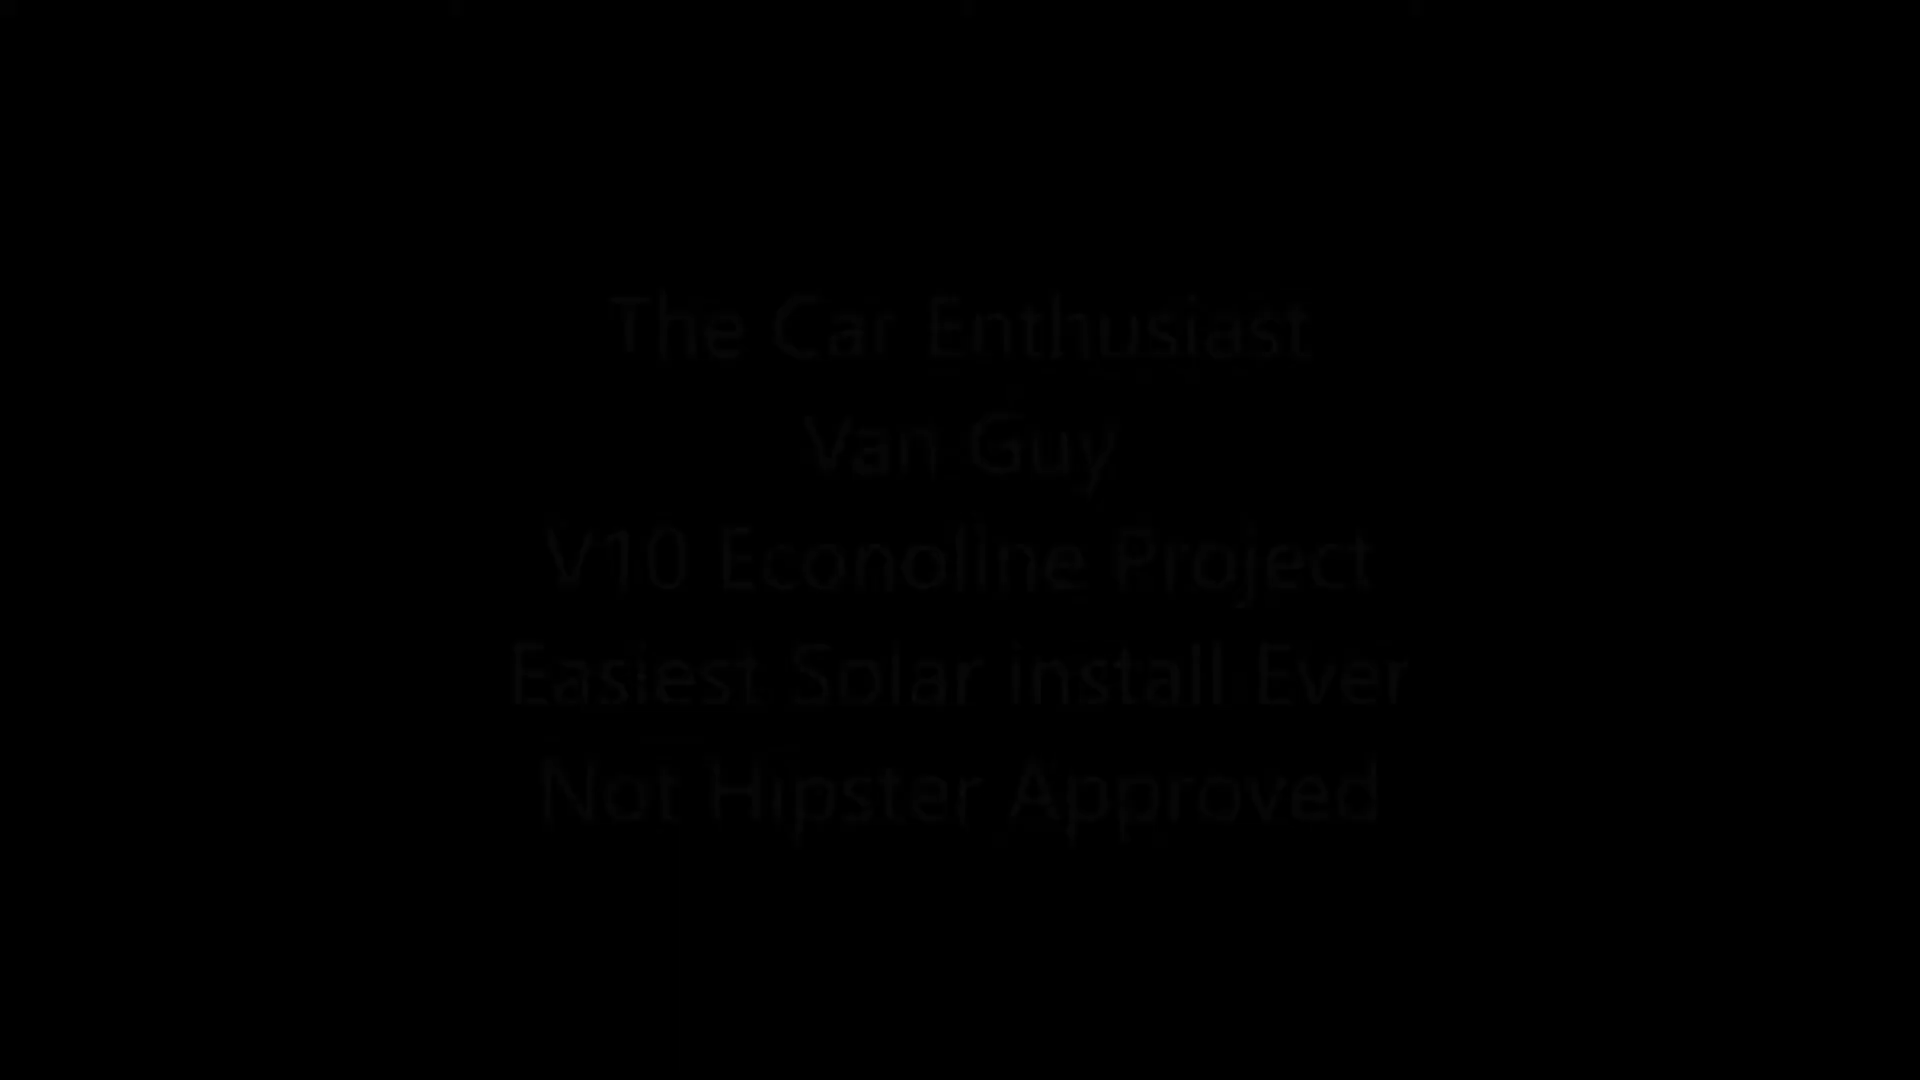 The Car Enthusiast
Van Guy
V10 Econoline Project
Easiest Solar install Ever
Not Hipster Approved